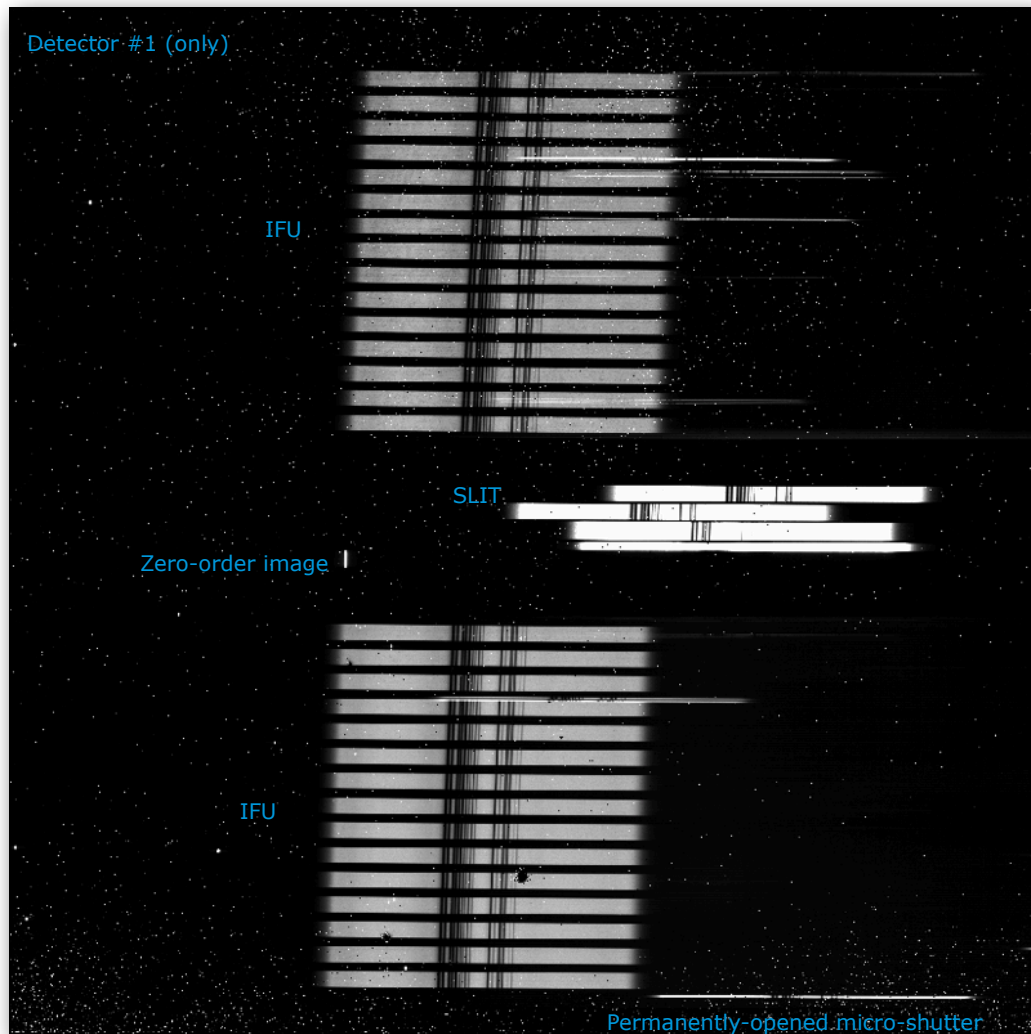 Detector #1 (only)
IFU
SLIT
Zero-order image
IFU
Permanently-opened micro-shutter